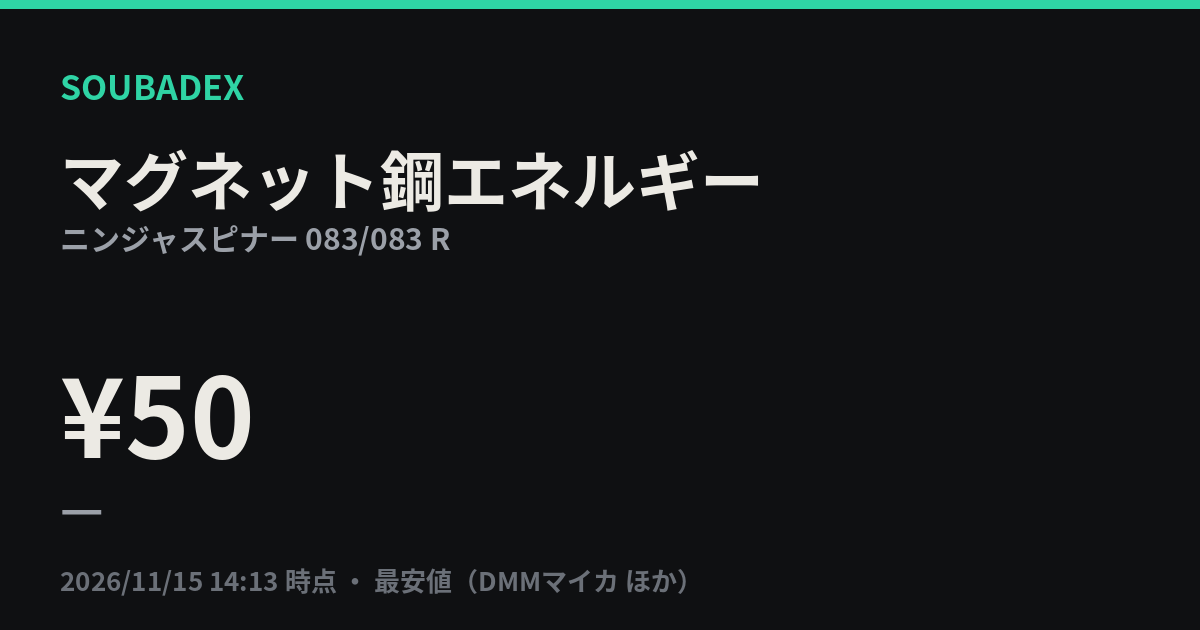 SOUBADEX
マグネット鋼エネルギー
ニンジャスピナー 083/083 R
¥50
—
2026/11/15 14:13 時点 ・ 最安値（DMMマイカ ほか）